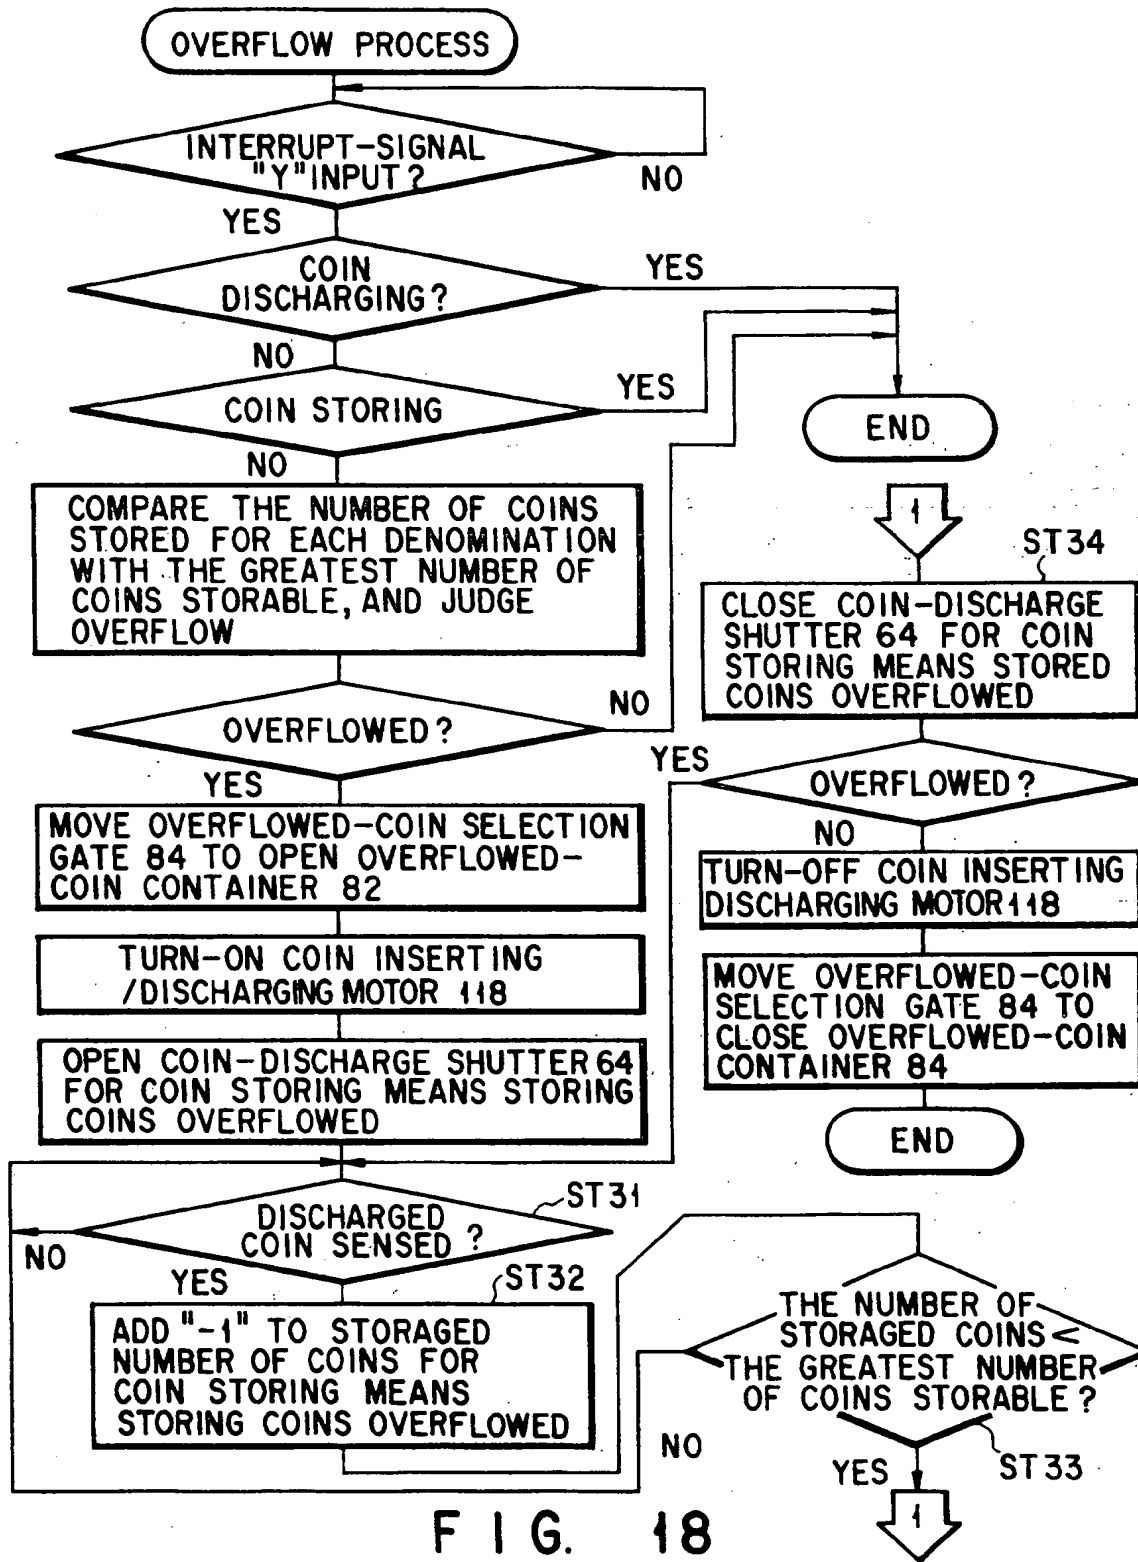 OVERFLOW PROCESS
INTERRUPT-SIGNAL
"Y" INPUT?
NO
YES
COIN
DISCHARGING?
YES
NO
COIN STORING
YES
NO
END
COMPARE THE NUMBER OF COINS
STORED FOR EACH DENOMINATION
WITH THE GREATEST NUMBER OF
COINS STORABLE, AND JUDGE
OVERFLOW
OVERFLOWED?
NO
YES
MOVE OVERFLOWED-COIN SELECTION
GATE 84 TO OPEN OVERFLOWED-
COIN CONTAINER 82
TURN-ON COIN INSERTING
/DISCHARGING MOTOR 118
OPEN COIN-DISCHARGE SHUTTER 64
FOR COIN STORING MEANS STORING
COINS OVERFLOWED
ST31
DISCHARGED
COIN SENSED?
NO
YES
ST32
ADD "-1" TO STORAGED
NUMBER OF COINS FOR
COIN STORING MEANS
STORING COINS OVERFLOWED
THE NUMBER OF
STORAGED COINS <
THE GREATEST NUMBER
OF COINS STORABLE?
NO
YES
ST33
1
1
ST34
CLOSE COIN-DISCHARGE
SHUTTER 64 FOR COIN
STORING MEANS STORED
COINS OVERFLOWED
YES
OVERFLOWED?
NO
TURN-OFF COIN INSERTING
DISCHARGING MOTOR 118
MOVE OVERFLOWED-COIN
SELECTION GATE 84 TO
CLOSE OVERFLOWED-COIN
CONTAINER 84
END
FIG. 18